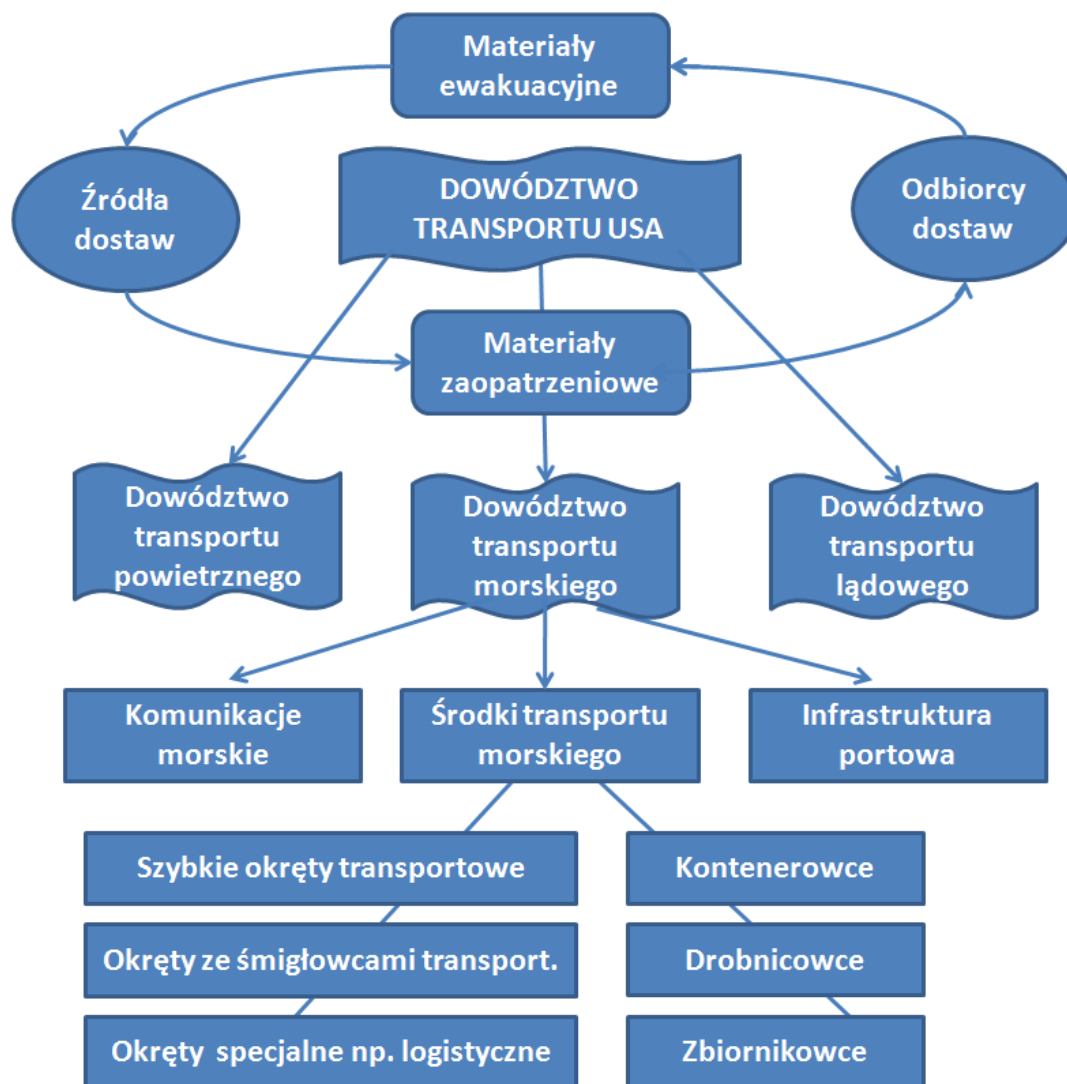 Materiały
ewakuacyjne
Źródła
dostaw
DOWÓDZTWO
TRANSPORTU USA
Odbiorcy
dostaw
Materiały
zaopatrzeniowe
Dowództwo
transportu
powietrznego
Dowództwo
transportu
morskiego
Dowództwo
transportu
lądowego
Komunikacje
morskie
Środki transportu
morskiego
Infrastruktura
portowa
Szybkie okręty transportowe
Kontenerowce
Okręty ze śmigłowcami transport.
Drobnicowce
Okręty specjalne np. logistyczne
Zbiornikowce